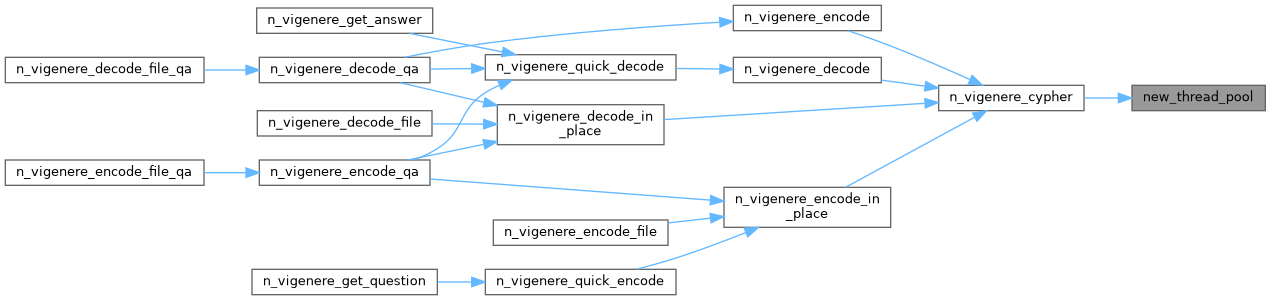 n_vigenere_get_answer
n_vigenere_encode
n_vigenere_decode_file_qa
n_vigenere_decode_qa
n_vigenere_quick_decode
n_vigenere_decode
n_vigenere_cypher
new_thread_pool
n_vigenere_decode_file
n_vigenere_decode_in
_place
n_vigenere_encode_file_qa
n_vigenere_encode_qa
n_vigenere_encode_in
_place
n_vigenere_encode_file
n_vigenere_get_question
n_vigenere_quick_encode